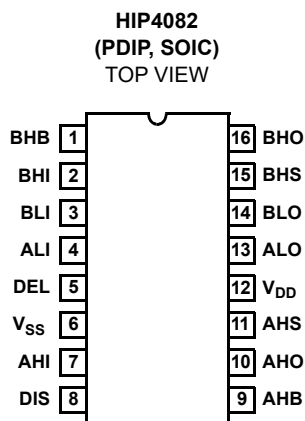 HIP4082
(PDIP, SOIC)
TOP VIEW
BHB 1 16 BHO
BHI 2 15 BHS
BLI 3 14 BLO
ALI 4 13 ALO
DEL 5 12 VDD
VSS 6 11 AHS
AHI 7 10 AHO
DIS 8 9 AHB